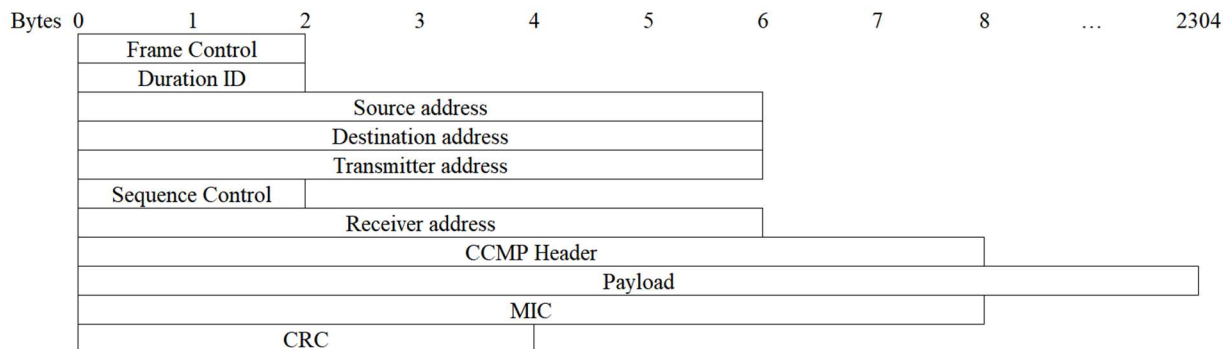 Bytes 0 1 2 3 4 5 6 7 8 ... 2304
Frame Control
Duration ID
Source address
Destination address
Transmitter address
Sequence Control
Receiver address
CCMP Header
Payload
MIC
CRC